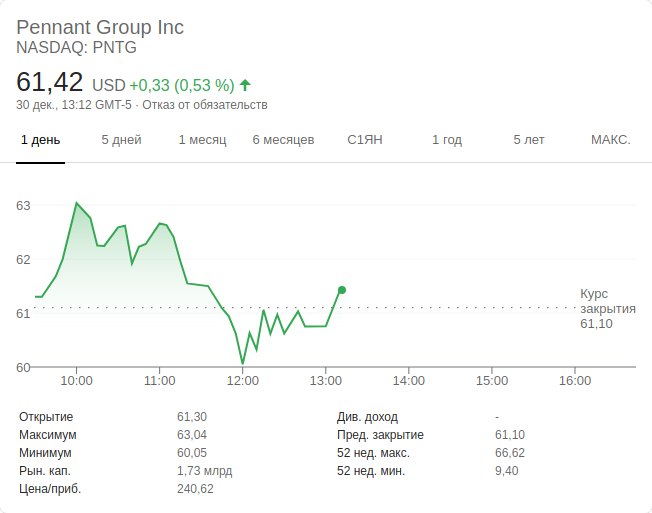 Pennant Group Inc
NASDAQ: PNTG
61,42 USD +0,33 (0,53 %)
30 дек., 13:12 GMT-5 · Отказ от обязательств
1 день 5 дней 1 месяц 6 месяцев С1ЯН 1 год 5 лет МАКС.
63
62
61
60
Курс
закрытия
61,10
10:00 11:00 12:00 13:00 14:00 15:00 16:00
Открытие 61,30 Див. доход -
Максимум 63,04 Пред. закрытие 61,10
Минимум 60,05 52 нед. макс. 66,62
Рын. кап. 1,73 млрд 52 нед. мин. 9,40
Цена/приб. 240,62